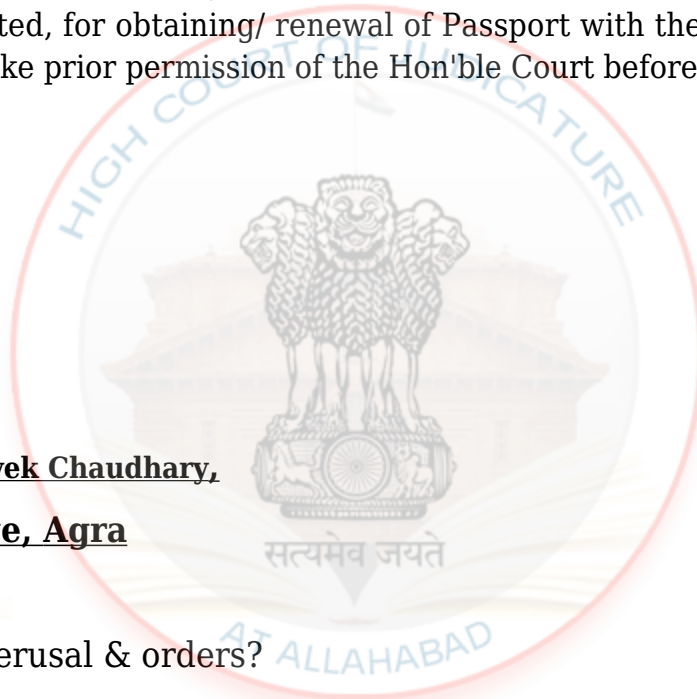 ted, for obtaining/ renewal of Passport with the
ke prior permission of the Hon'ble Court before
HIGH COURT OF JUDICATURE
ek Chaudhary,
e, Agra
सत्यमेव जयते
erusal & orders?
AT ALLAHABAD